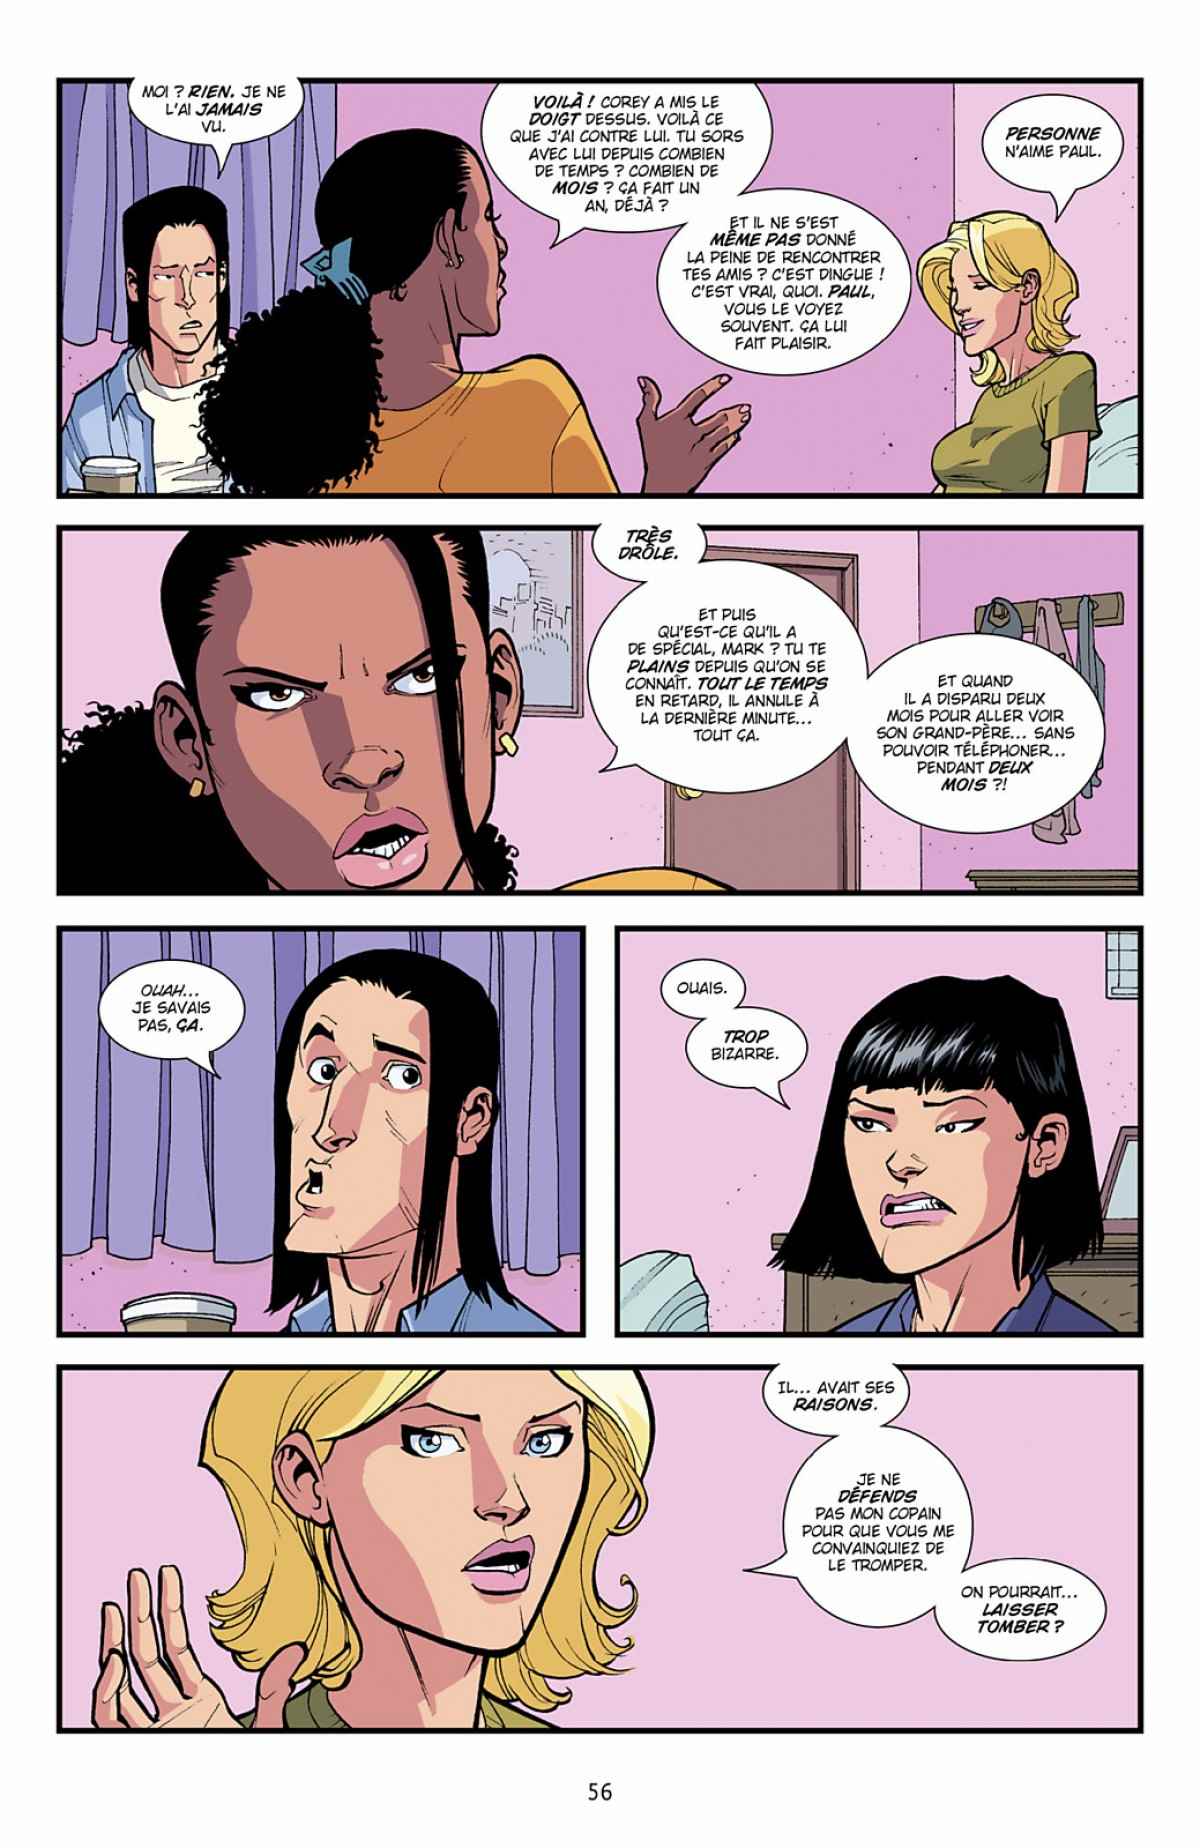 MOI ? RIEN. JE NE
L'AI JAMAIS
VU.
VOILÀ ! COREY A MIS LE
DOIGT DESSUS. VOILÀ CE
QUE J'AI CONTRE LUI. TU SORS
AVEC LUI DEPUIS COMBIEN
DE TEMPS ? COMBIEN DE
MOIS ? ÇA FAIT UN
AN, DÉJÀ ?
ET IL NE S'EST
MÊME PAS DONNÉ
LA PEINE DE RENCONTRER
TES AMIS ? C'EST DINGUE !
C'EST VRAI, QUOI. PAUL,
VOUS LE VOYEZ
SOUVENT. ÇA LUI
FAIT PLAISIR.
PERSONNE
N'AIME PAUL.
TRÈS
DRÔLE.
ET PUIS
QU'EST-CE QU'IL A
DE SPÉCIAL, MARK ? TU TE
PLAINS DEPUIS QU'ON SE
CONNAÎT. TOUT LE TEMPS
EN RETARD, IL ANNULE À
LA DERNIÈRE MINUTE...
TOUT ÇA.
ET QUAND
IL A DISPARU DEUX
MOIS POUR ALLER VOIR
SON GRAND-PÈRE... SANS
POUVOIR TÉLÉPHONER...
PENDANT DEUX
MOIS ?!
OUAH...
JE SAVAIS
PAS, ÇA.
OUAIS.
TROP
BIZARRE.
IL... AVAIT SES
RAISONS.
JE NE
DÉFENDS
PAS MON COPAIN
POUR QUE VOUS ME
CONVAINQUIEZ DE
LE TROMPER.
ON POURRAIT...
LAISSER
TOMBER ?
56